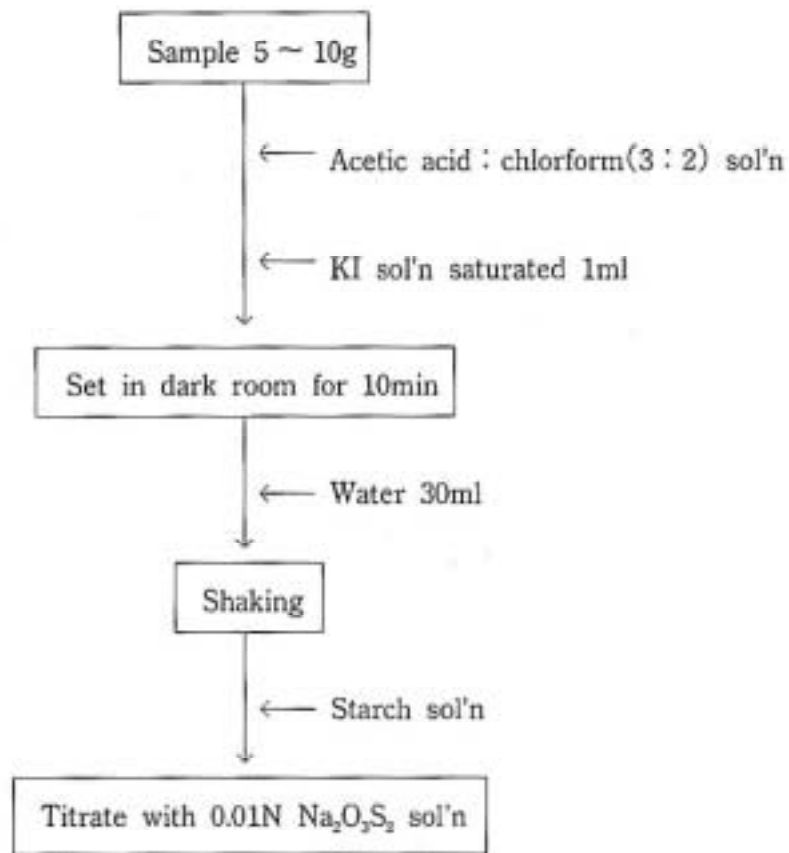 Sample 5 ~ 10g
Acetic acid : chlorform(3 : 2) sol'n
KI sol'n saturated 1ml
Set in dark room for 10min
Water 30ml
Shaking
Starch sol'n
Titrate with 0.01N Na₂O₃S₂ sol'n